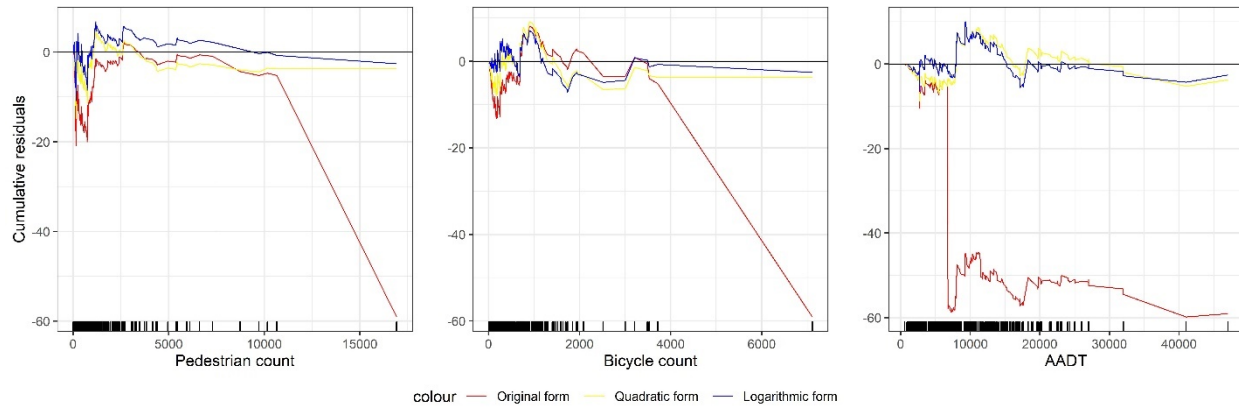 Cumulative residuals
0
-20
-40
-60
0 5000 10000 15000
Pedestrian count
0
-20
-40
-60
0 2000 4000 6000
Bicycle count
0
-20
-40
-60
0 10000 20000 30000 40000
AADT
colour Original form Quadratic form Logarithmic form